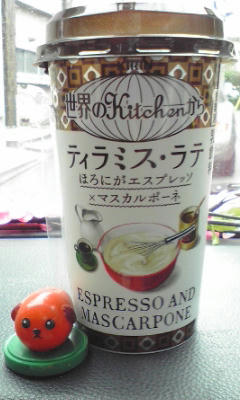 世界のKitchenから
ティラミス・ラテ
ほろにがエスプレッソ
×マスカルポーネ
ESPRESSO AND
MASCARPONE